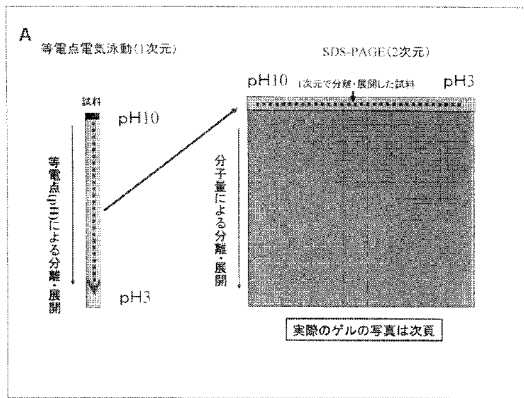 A
等電点電気泳動(1次元)
試料
pH10
等電点(pH)による分離・展開
pH3
SDS-PAGE(2次元)
pH10
1次元で分離・展開した試料
pH3
分子量による分離・展開
実際のゲルの写真は次頁